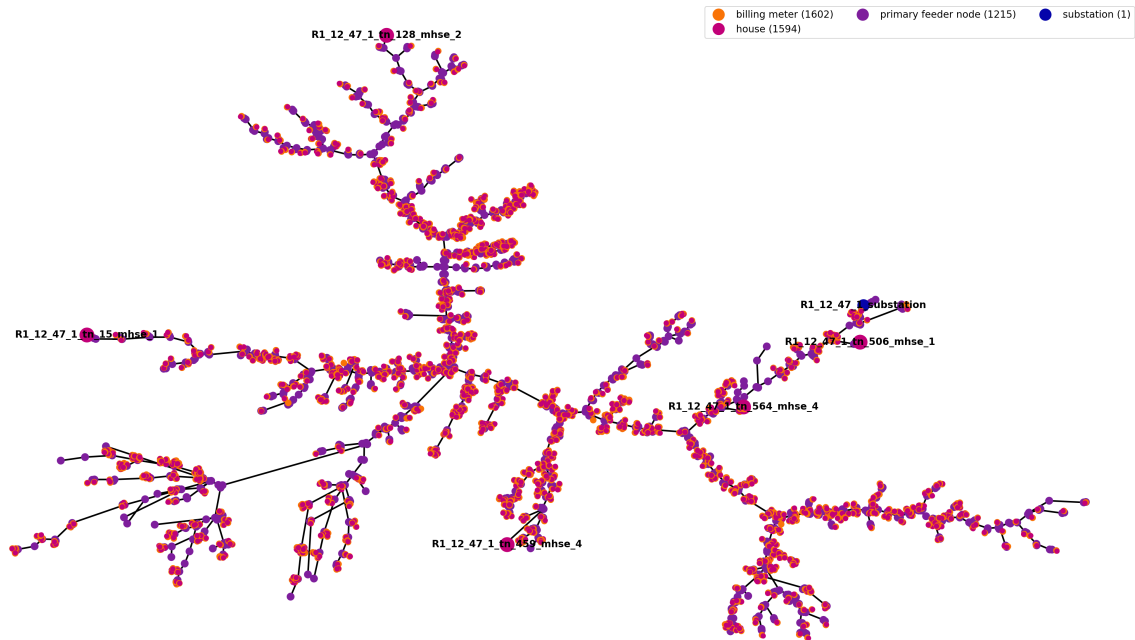 billing meter (1602)
primary feeder node (1215)
substation (1)
house (1594)
R1_12_47_1_tn_128_mhse_2
R1_12_47_1_substation
R1_12_47_1_tn_15_mhse_1
R1_12_47_1_tn_506_mhse_1
R1_12_47_1_tn_564_mhse_4
R1_12_47_1_tn_459_mhse_4